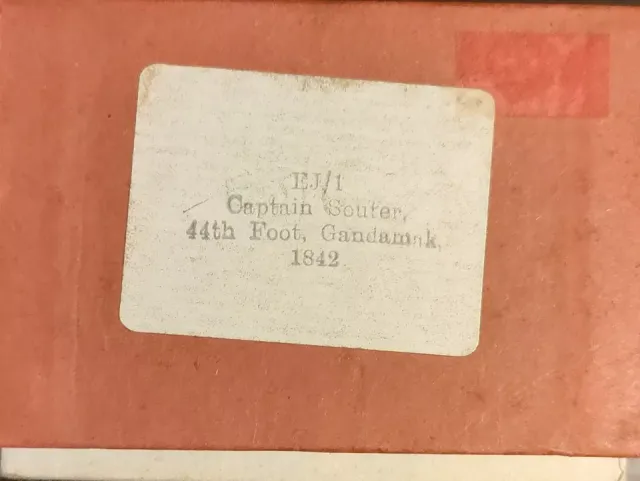 EJ/1
Captain Souter,
44th Foot, Gandamak,
1842